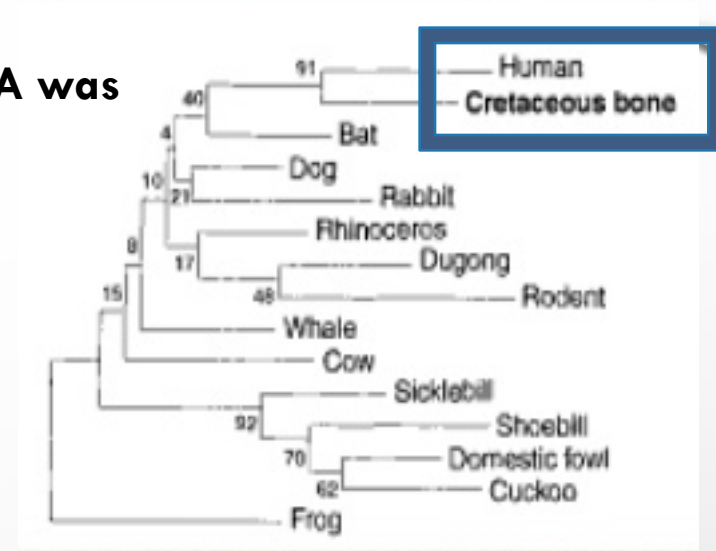 A was
91
Human
Cretaceous bone
40
Bat
4
Dog
10
21
Rabbit
Rhinoceros
8
17
Dugong
48
Rodent
15
Whale
Cow
Sicklebill
92
Shoebill
70
Domestic fowl
62
Cuckoo
Frog